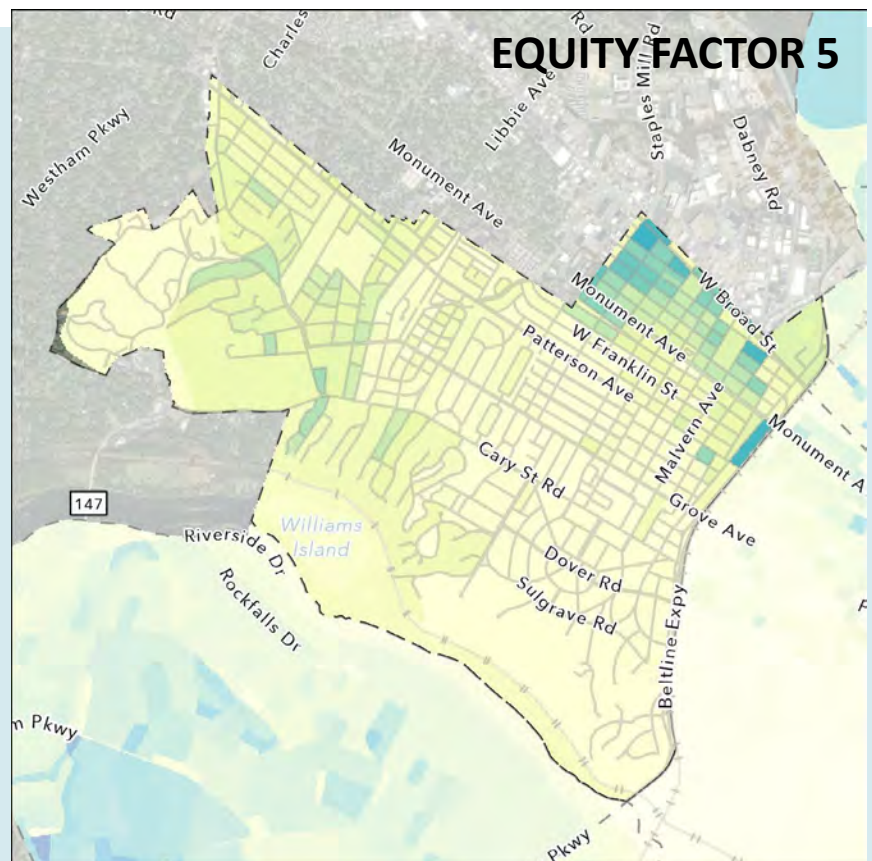 Rd
Charles
EQUITY FACTOR 5
Rd
Staples Mill Rd
Libbie Ave
Dabney Rd
Westham Pkwy
Monument Ave
W Broad St
Monument Ave
W Franklin St
Patterson Ave
Malvern Ave
Monument A
Cary St Rd
Grove Ave
147
Williams
Island
Riverside Dr
Rockfalls Dr
Dover Rd
Sulgrave Rd
Beltline Expy
m Pkwy
Pkwy